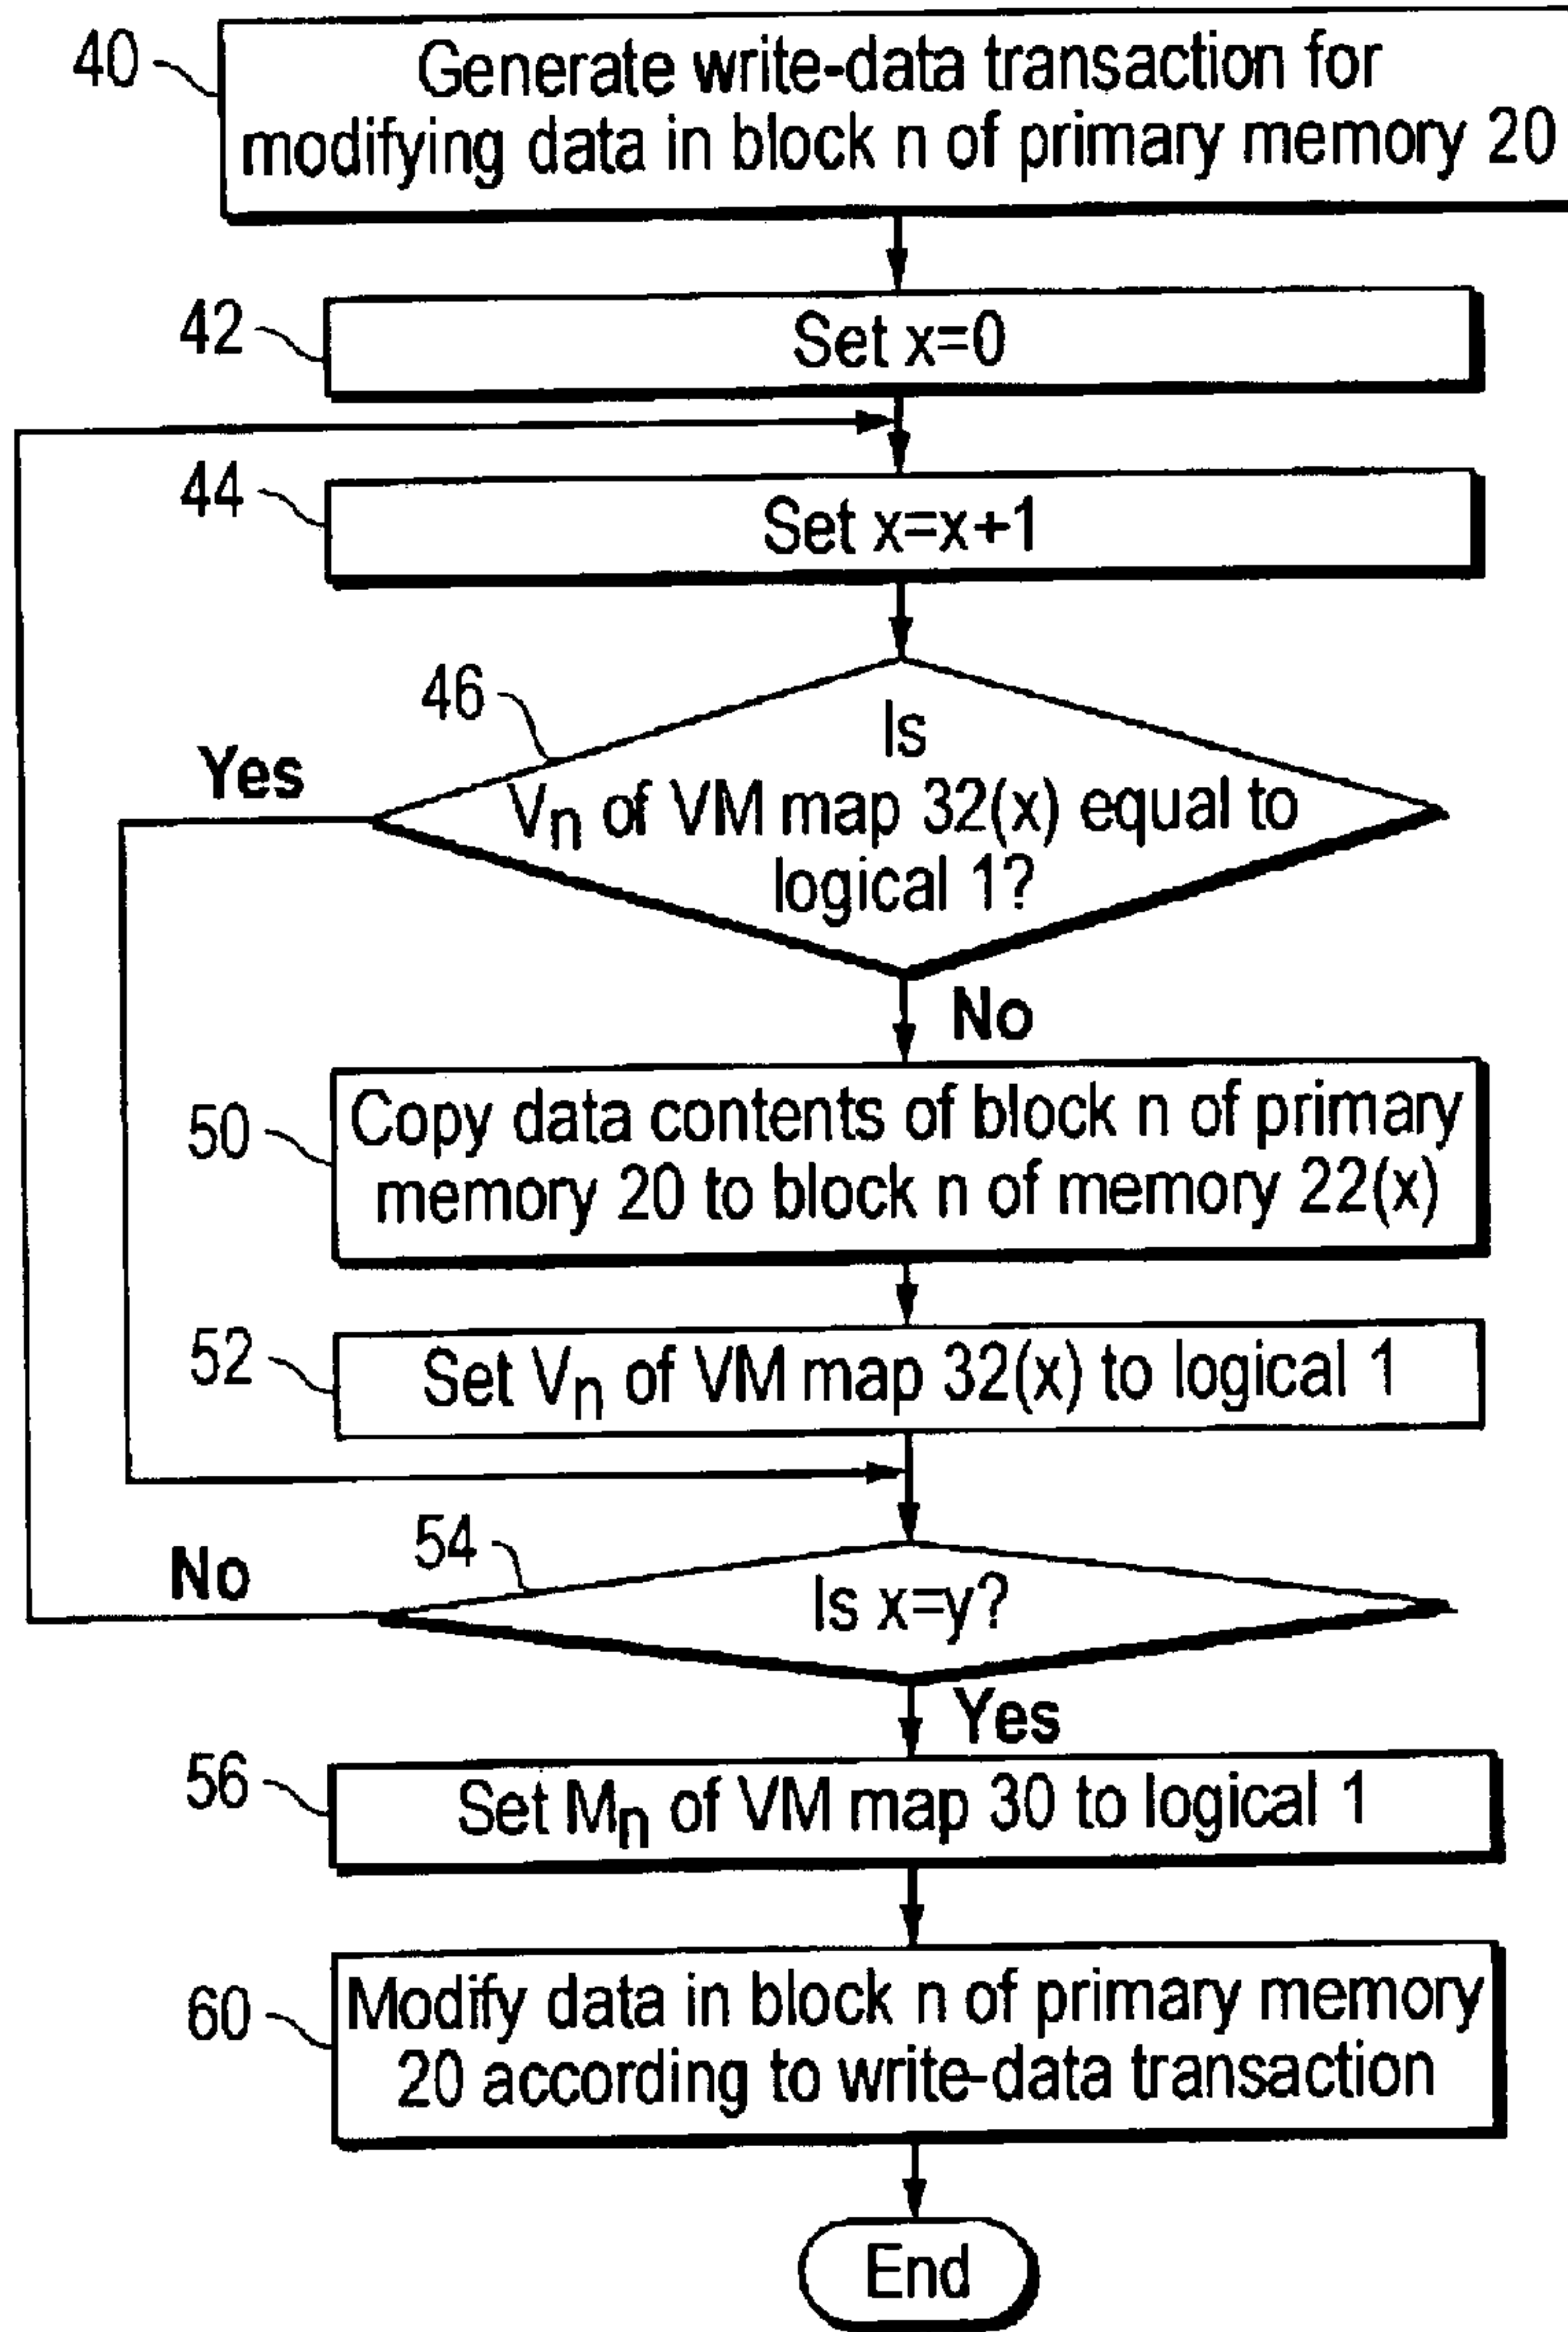 40
Generate write-data transaction for
modifying data in block n of primary memory 20
42
Set x=0
44
Set x=x+1
46
Is
Yes
Vn of VM map 32(x) equal to
logical 1?
No
50
Copy data contents of block n of primary
memory 20 to block n of memory 22(x)
52
Set Vn of VM map 32(x) to logical 1
54
No
Is x=y?
Yes
56
Set Mn of VM map 30 to logical 1
60
Modify data in block n of primary memory
20 according to write-data transaction
End